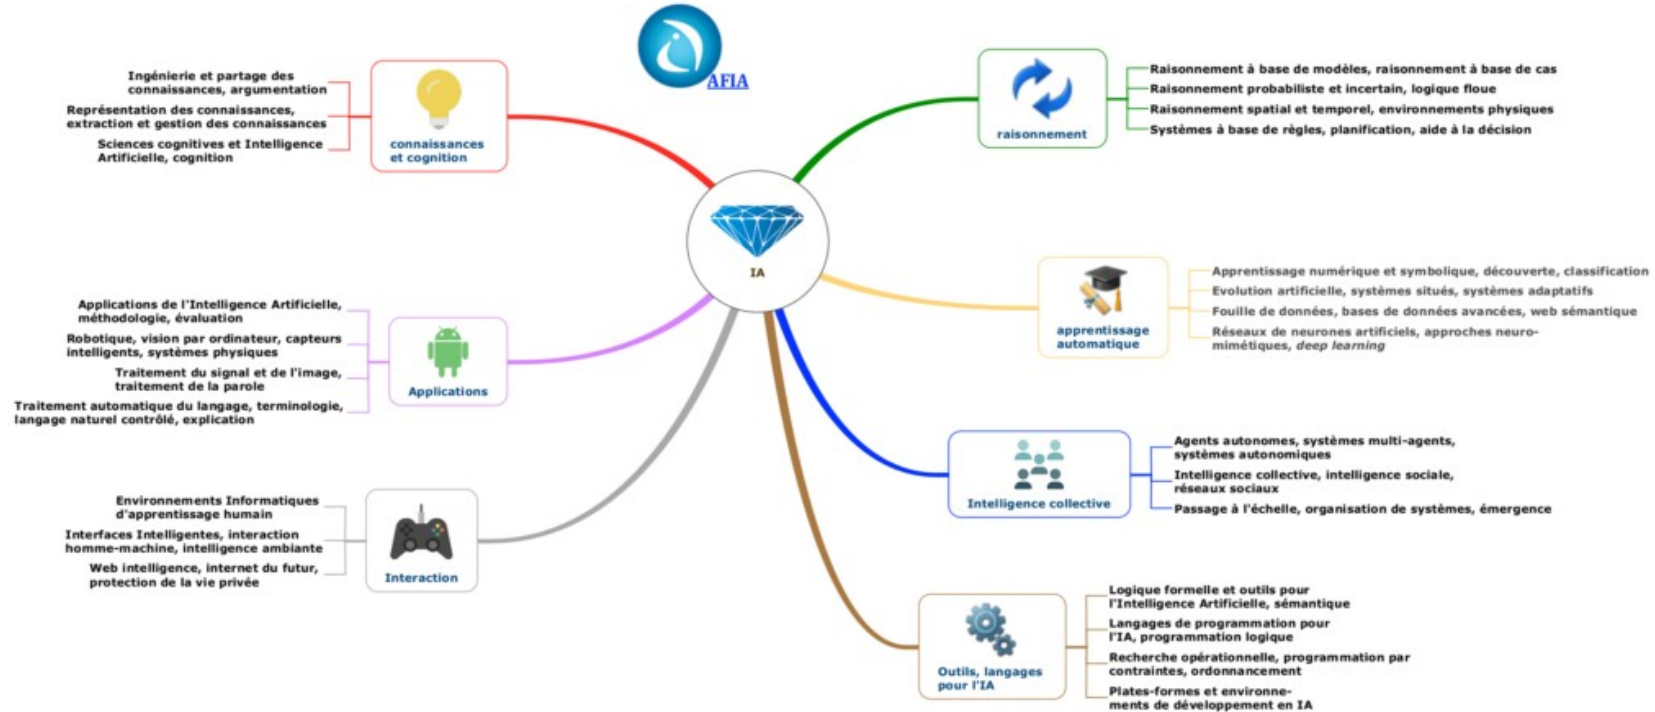 AFIA
IA
connaissances
et cognition
Ingénierie et partage des
connaissances, argumentation
Représentation des connaissances,
extraction et gestion des connaissances
Sciences cognitives et Intelligence
Artificielle, cognition
Applications
Applications de l'Intelligence Artificielle,
méthodologie, évaluation
Robotique, vision par ordinateur, capteurs
intelligents, systèmes physiques
Traitement du signal et de l'image,
traitement de la parole
Traitement automatique du langage, terminologie,
langage naturel contrôlé, explication
Interaction
Environnements Informatiques
d'apprentissage humain
Interfaces Intelligentes, interaction
homme-machine, intelligence ambiante
Web intelligence, internet du futur,
protection de la vie privée
raisonnement
Raisonnement à base de modèles, raisonnement à base de cas
Raisonnement probabiliste et incertain, logique floue
Raisonnement spatial et temporel, environnements physiques
Systèmes à base de règles, planification, aide à la décision
apprentissage
automatique
Apprentissage numérique et symbolique, découverte, classification
Evolution artificielle, systèmes situés, systèmes adaptatifs
Fouille de données, bases de données avancées, web sémantique
Réseaux de neurones artificiels, approches neuro-
mimétiques, deep learning
Intelligence collective
Agents autonomes, systèmes multi-agents,
systèmes autonomiques
Intelligence collective, intelligence sociale,
réseaux sociaux
Passage à l'échelle, organisation de systèmes, émergence
Outils, langages
pour l'IA
Logique formelle et outils pour
l'Intelligence Artificielle, sémantique
Langages de programmation pour
l'IA, programmation logique
Recherche opérationnelle, programmation par
contraintes, ordonnancement
Plates-formes et environne-
ments de développement en IA